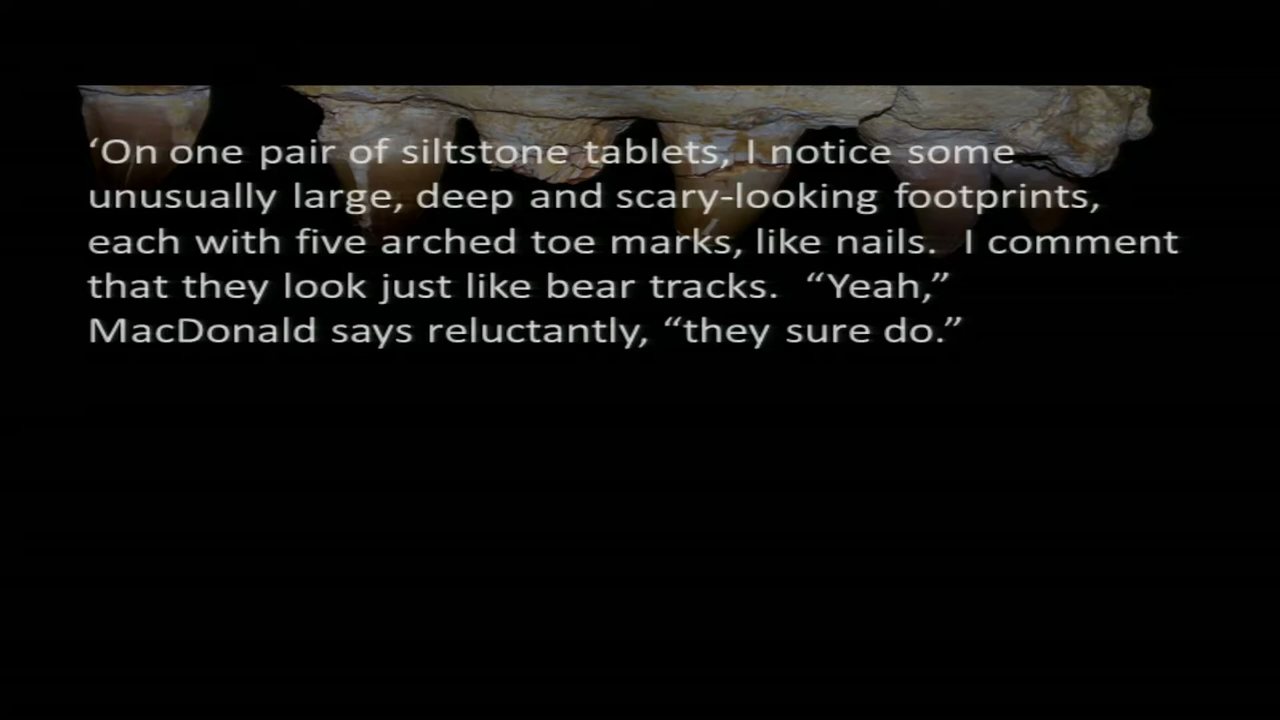 ‘On one pair of siltstone tablets, I notice some
unusually large, deep and scary-looking footprints,
each with five arched toe marks, like nails.  I comment
that they look just like bear tracks.  “Yeah,”
MacDonald says reluctantly, “they sure do.”